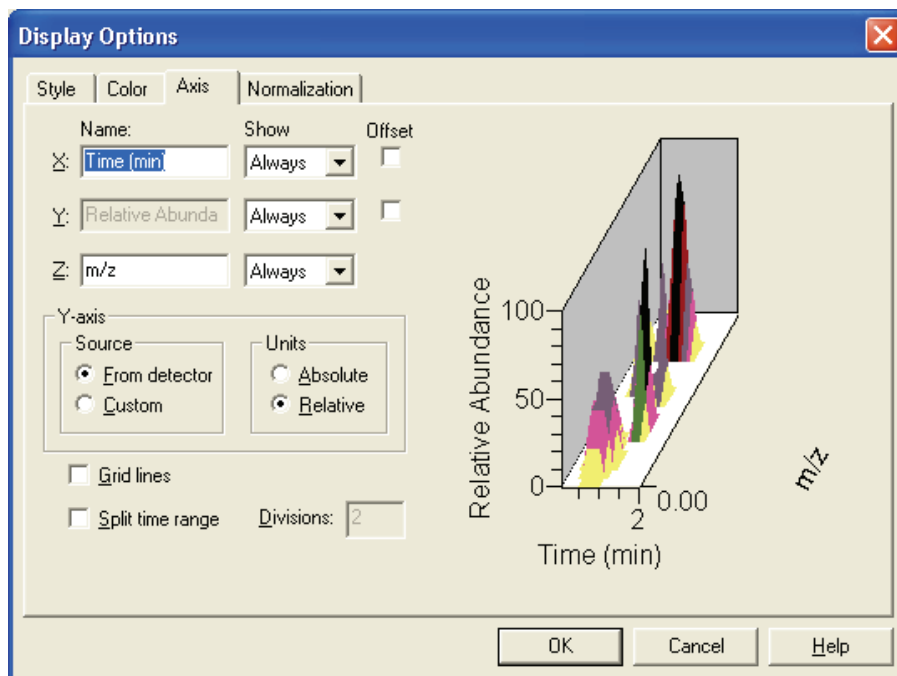 Display Options
Style Color Axis Normalization
Name: Show Offset
X: Time (min) Always
Y: Relative Abunda Always
Z: m/z Always
Y-axis
Source Units
From detector Absolute
Custom Relative
Grid lines
Split time range Divisions: 2
Relative Abundance
100
50
0
2
0.00
Time (min)
m/z
OK Cancel Help